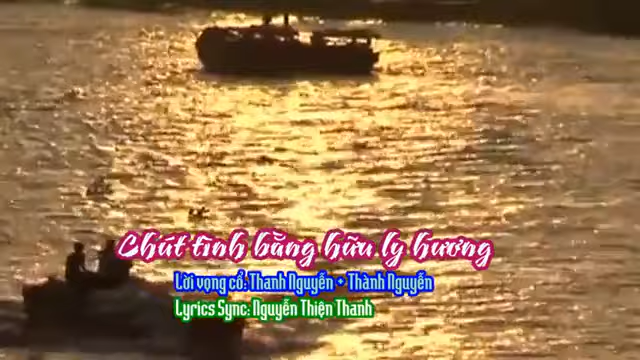 Chút tình bằng hữu ly hương
Lời vọng cổ: Thanh Nguyễn + Thành Nguyễn
Lyrics Sync: Nguyễn Thiện Thanh